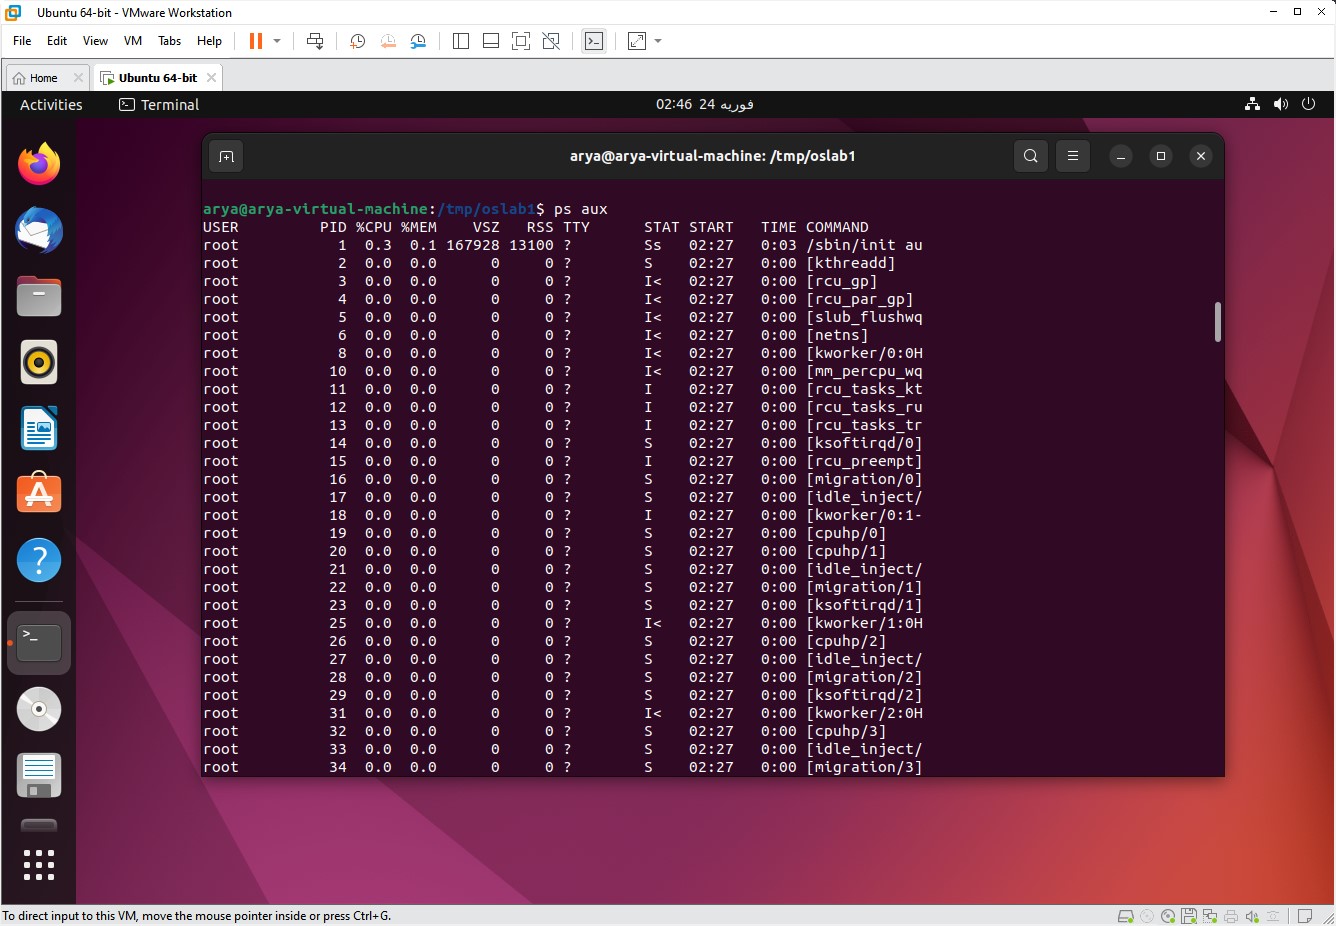 Ubuntu 64-bit - VMware Workstation
File Edit View VM Tabs Help
Home Ubuntu 64-bit
Activities Terminal 02:46 24 فوریه
arya@arya-virtual-machine: /tmp/oslab1
arya@arya-virtual-machine:/tmp/oslab1$ ps aux
USER PID %CPU %MEM VSZ RSS TTY STAT START TIME COMMAND
root 1 0.3 0.1 167928 13100 ? Ss 02:27 0:03 /sbin/init au
root 2 0.0 0.0 0 0 ? S 02:27 0:00 [kthreadd]
root 3 0.0 0.0 0 0 ? I< 02:27 0:00 [rcu_gp]
root 4 0.0 0.0 0 0 ? I< 02:27 0:00 [rcu_par_gp]
root 5 0.0 0.0 0 0 ? I< 02:27 0:00 [slub_flushwq
root 6 0.0 0.0 0 0 ? I< 02:27 0:00 [netns]
root 8 0.0 0.0 0 0 ? I< 02:27 0:00 [kworker/0:0H
root 10 0.0 0.0 0 0 ? I< 02:27 0:00 [mm_percpu_wq
root 11 0.0 0.0 0 0 ? I 02:27 0:00 [rcu_tasks_kt
root 12 0.0 0.0 0 0 ? I 02:27 0:00 [rcu_tasks_ru
root 13 0.0 0.0 0 0 ? I 02:27 0:00 [rcu_tasks_tr
root 14 0.0 0.0 0 0 ? S 02:27 0:00 [ksoftirqd/0]
root 15 0.0 0.0 0 0 ? I 02:27 0:00 [rcu_preempt]
root 16 0.0 0.0 0 0 ? S 02:27 0:00 [migration/0]
root 17 0.0 0.0 0 0 ? S 02:27 0:00 [idle_inject/
root 18 0.0 0.0 0 0 ? I 02:27 0:00 [kworker/0:1-
root 19 0.0 0.0 0 0 ? S 02:27 0:00 [cpuhp/0]
root 20 0.0 0.0 0 0 ? S 02:27 0:00 [cpuhp/1]
root 21 0.0 0.0 0 0 ? S 02:27 0:00 [idle_inject/
root 22 0.0 0.0 0 0 ? S 02:27 0:00 [migration/1]
root 23 0.0 0.0 0 0 ? S 02:27 0:00 [ksoftirqd/1]
root 25 0.0 0.0 0 0 ? I< 02:27 0:00 [kworker/1:0H
root 26 0.0 0.0 0 0 ? S 02:27 0:00 [cpuhp/2]
root 27 0.0 0.0 0 0 ? S 02:27 0:00 [idle_inject/
root 28 0.0 0.0 0 0 ? S 02:27 0:00 [migration/2]
root 29 0.0 0.0 0 0 ? S 02:27 0:00 [ksoftirqd/2]
root 31 0.0 0.0 0 0 ? I< 02:27 0:00 [kworker/2:0H
root 32 0.0 0.0 0 0 ? S 02:27 0:00 [cpuhp/3]
root 33 0.0 0.0 0 0 ? S 02:27 0:00 [idle_inject/
root 34 0.0 0.0 0 0 ? S 02:27 0:00 [migration/3]
To direct input to this VM, move the mouse pointer inside or press Ctrl+G.